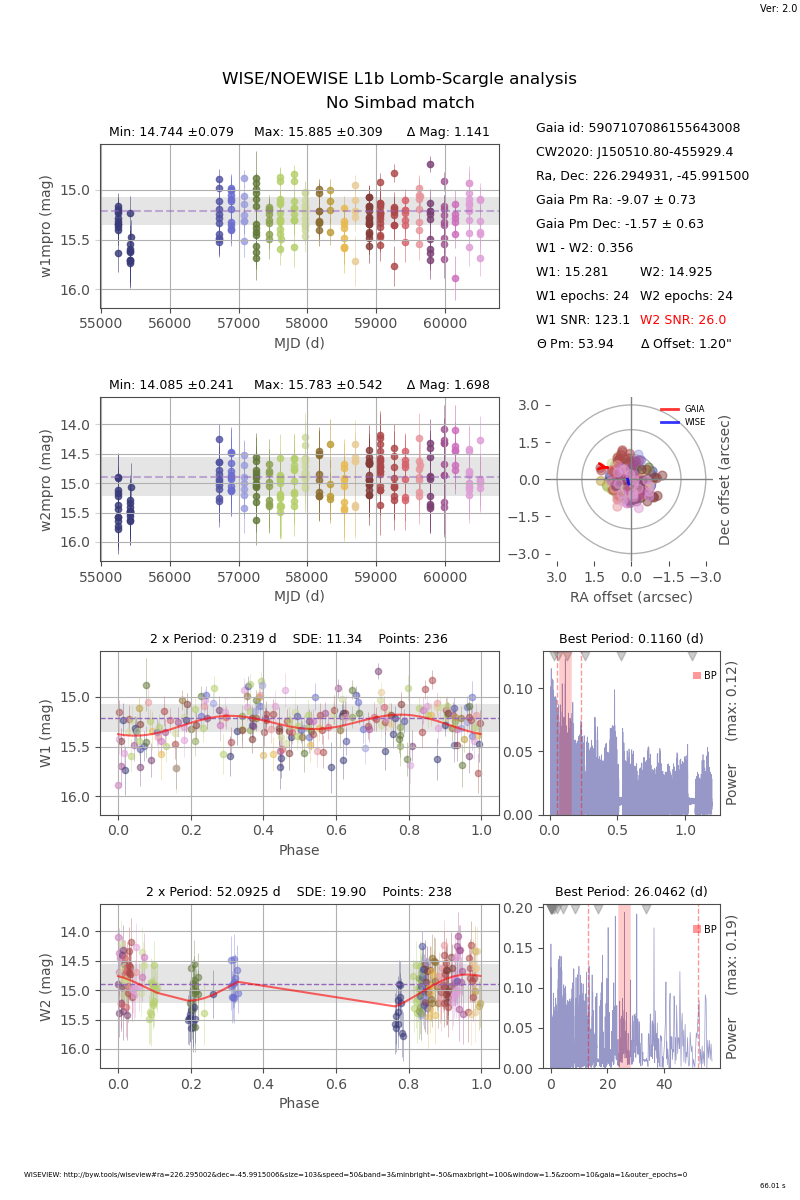 Ver: 2.0
WISE/NOEWISE L1b Lomb-Scargle analysis
No Simbad match
Min: 14.744 ±0.079 Max: 15.885 ±0.309 Δ Mag: 1.141
w1mpro (mag)
15.0
15.5
16.0
55000 56000 57000 58000 59000 60000
MJD (d)
Gaia id: 5907107086155643008
CW2020: J150510.80-455929.4
Ra, Dec: 226.294931, -45.991500
Gaia Pm Ra: -9.07 ± 0.73
Gaia Pm Dec: -1.57 ± 0.63
W1 - W2: 0.356
W1: 15.281 W2: 14.925
W1 epochs: 24 W2 epochs: 24
W1 SNR: 123.1 W2 SNR: 26.0
Θ Pm: 53.94 Δ Offset: 1.20"
Min: 14.085 ±0.241 Max: 15.783 ±0.542 Δ Mag: 1.698
w2mpro (mag)
14.0
14.5
15.0
15.5
16.0
55000 56000 57000 58000 59000 60000
MJD (d)
GAIA
WISE
3.0
1.5
0.0
−1.5
−3.0
3.0 1.5 0.0 −1.5 −3.0
RA offset (arcsec)
Dec offset (arcsec)
2 x Period: 0.2319 d SDE: 11.34 Points: 236
W1 (mag)
15.0
15.5
16.0
0.0 0.2 0.4 0.6 0.8 1.0
Phase
Best Period: 0.1160 (d)
BP
0.10
0.05
0.00
0.0 0.5 1.0
Power (max: 0.12)
2 x Period: 52.0925 d SDE: 19.90 Points: 238
W2 (mag)
14.0
14.5
15.0
15.5
16.0
0.0 0.2 0.4 0.6 0.8 1.0
Phase
Best Period: 26.0462 (d)
BP
0.20
0.15
0.10
0.05
0.00
0 20 40
Power (max: 0.19)
WISEVIEW: http://byw.tools/wiseview#ra=226.295002&dec=-45.9915006&size=103&speed=50&band=3&minbright=-50&maxbright=100&window=1.5&zoom=10&gaia=1&outer_epochs=0
66.01 s